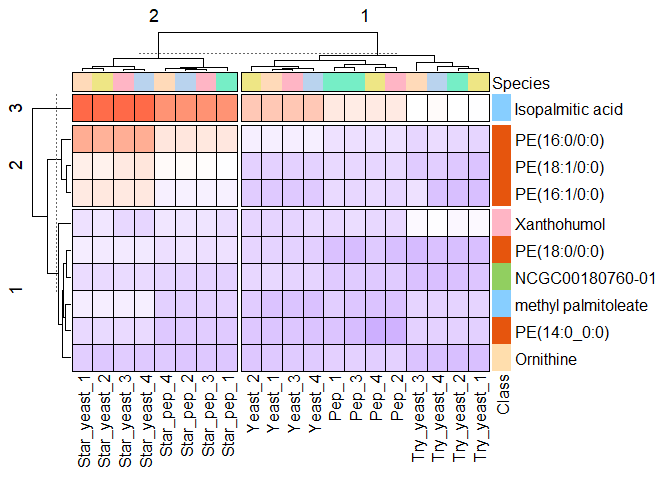 2
1
Species
3
Isopalmitic acid
2
PE(16:0/0:0)
PE(18:1/0:0)
PE(16:1/0:0)
1
Xanthohumol
PE(18:0/0:0)
NCGC00180760-01
methyl palmitoleate
PE(14:0_0:0)
Ornithine
Class
Star_yeast_1
Star_yeast_2
Star_yeast_3
Star_yeast_4
Star_pep_4
Star_pep_2
Star_pep_3
Star_pep_1
Yeast_2
Yeast_1
Yeast_3
Yeast_4
Pep_1
Pep_3
Pep_4
Pep_2
Try_yeast_3
Try_yeast_4
Try_yeast_2
Try_yeast_1